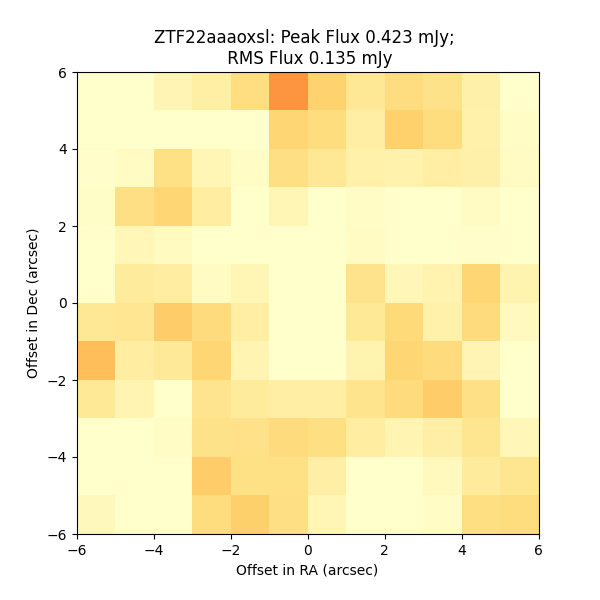 ZTF22aaaoxsl: Peak Flux 0.423 mJy;
RMS Flux 0.135 mJy
6
4
2
0
−2
−4
−6
Offset in Dec (arcsec)
−6 −4 −2 0 2 4 6
Offset in RA (arcsec)